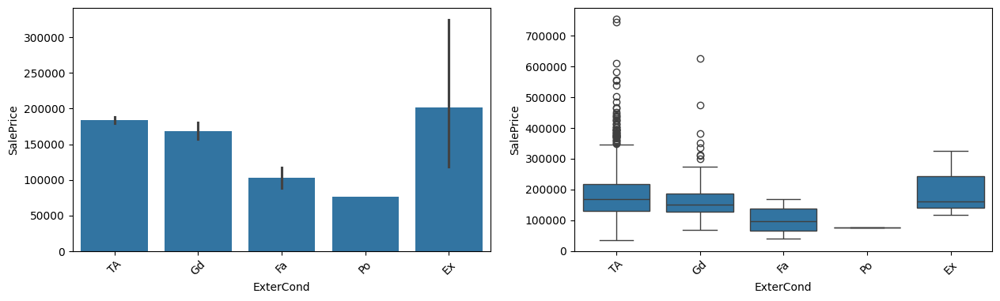 300000
250000
200000
150000
100000
50000
0
SalePrice
TA
Gd
Fa
Po
Ex
ExterCond
700000
600000
500000
400000
300000
200000
100000
0
SalePrice
TA
Gd
Fa
Po
Ex
ExterCond